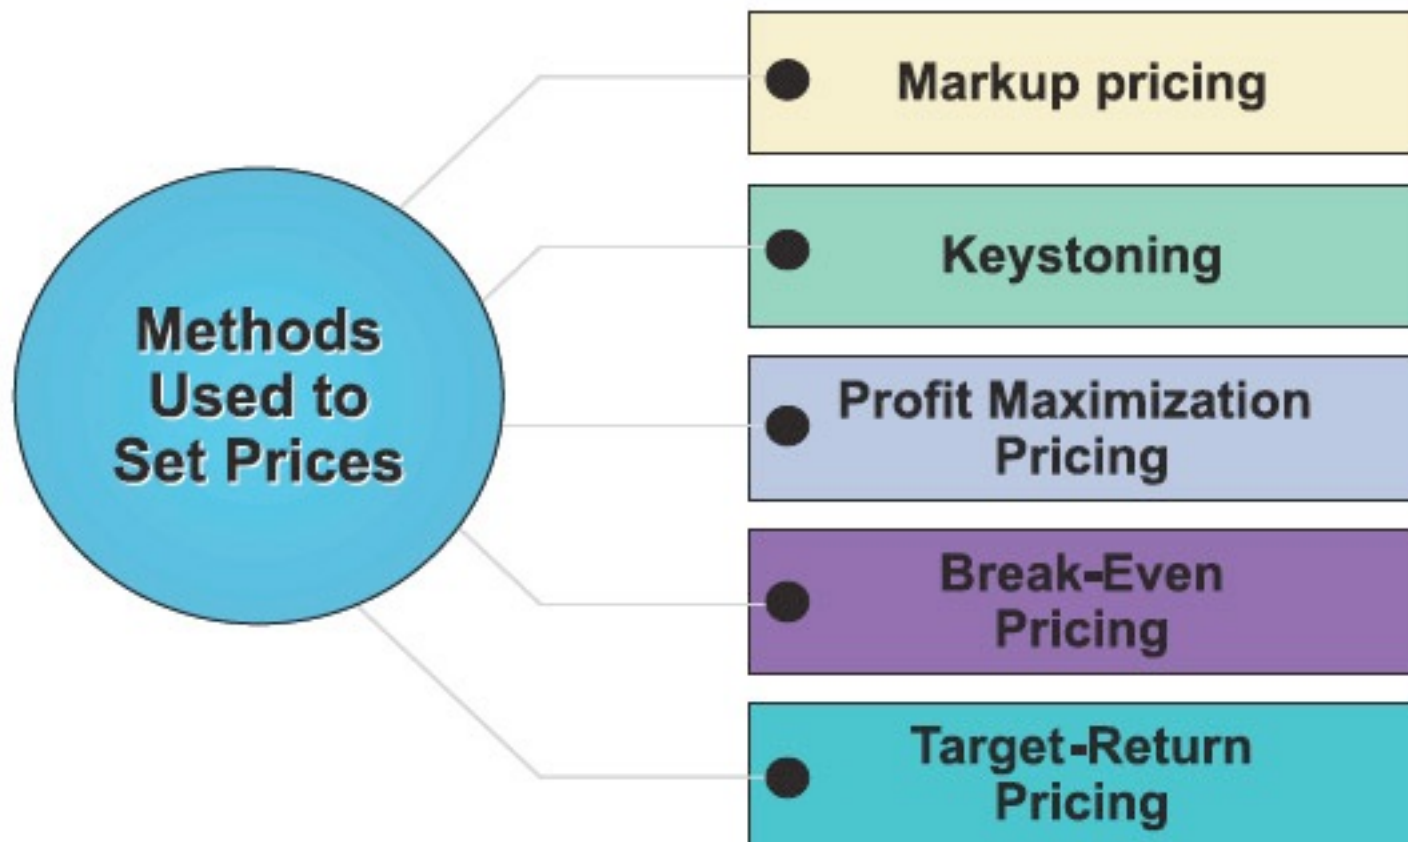 Methods
Used to
Set Prices
Markup pricing
Keystoning
Profit Maximization
Pricing
Break-Even
Pricing
Target-Return
Pricing